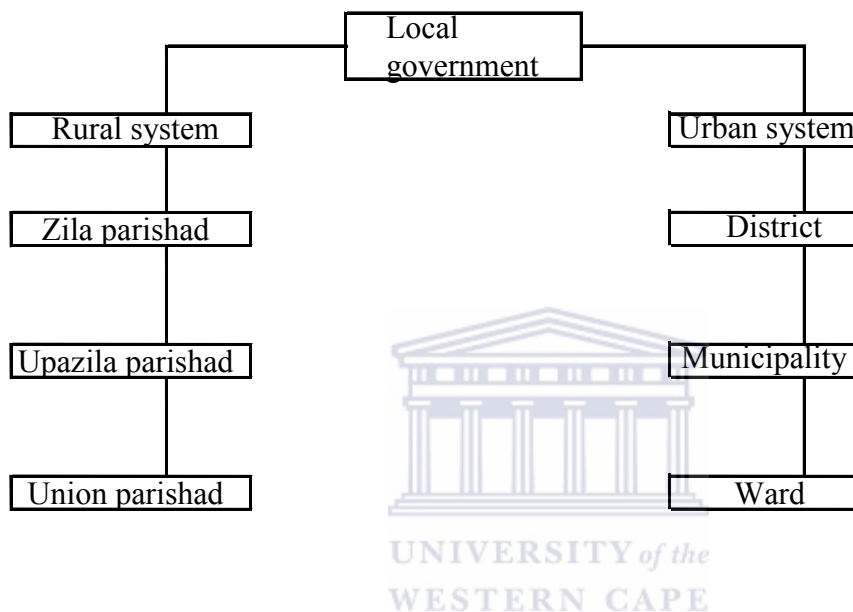 Local
government
Rural system
Urban system
Zila parishad
District
Upazila parishad
Municipality
Union parishad
Ward
UNIVERSITY of the
WESTERN CAPE